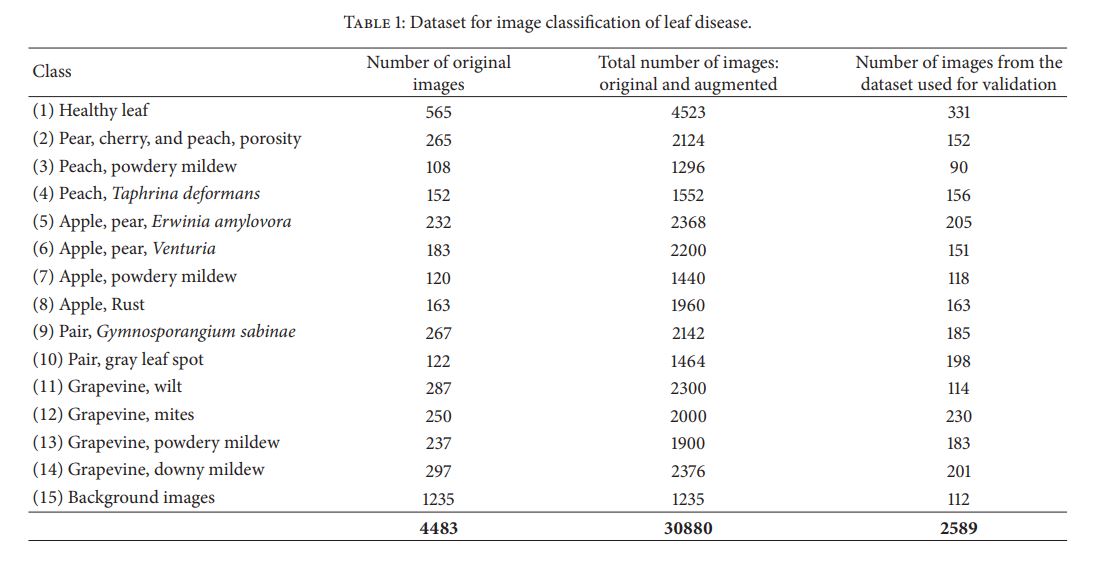 TABLE 1: Dataset for image classification of leaf disease.
Class Number of original images Total number of images: original and augmented Number of images from the dataset used for validation
(1) Healthy leaf 565 4523 331
(2) Pear, cherry, and peach, porosity 265 2124 152
(3) Peach, powdery mildew 108 1296 90
(4) Peach, Taphrina deformans 152 1552 156
(5) Apple, pear, Erwinia amylovora 232 2368 205
(6) Apple, pear, Venturia 183 2200 151
(7) Apple, powdery mildew 120 1440 118
(8) Apple, Rust 163 1960 163
(9) Pair, Gymnosporangium sabinae 267 2142 185
(10) Pair, gray leaf spot 122 1464 198
(11) Grapevine, wilt 287 2300 114
(12) Grapevine, mites 250 2000 230
(13) Grapevine, powdery mildew 237 1900 183
(14) Grapevine, downy mildew 297 2376 201
(15) Background images 1235 1235 112
4483 30880 2589